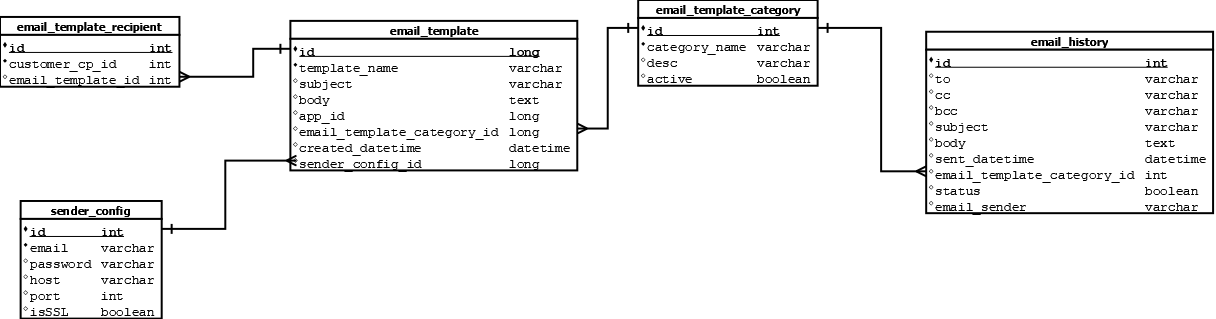 email_template_recipient
id int
customer_cp_id int
email_template_id int
email_template
id long
template_name varchar
subject varchar
body text
app_id long
email_template_category_id long
created_datetime datetime
sender_config_id long
email_template_category
id int
category_name varchar
desc varchar
active boolean
email_history
id int
to varchar
cc varchar
bcc varchar
subject varchar
body text
sent_datetime datetime
email_template_category_id int
status boolean
email_sender varchar
sender_config
id int
email varchar
password varchar
host varchar
port int
isSSL boolean